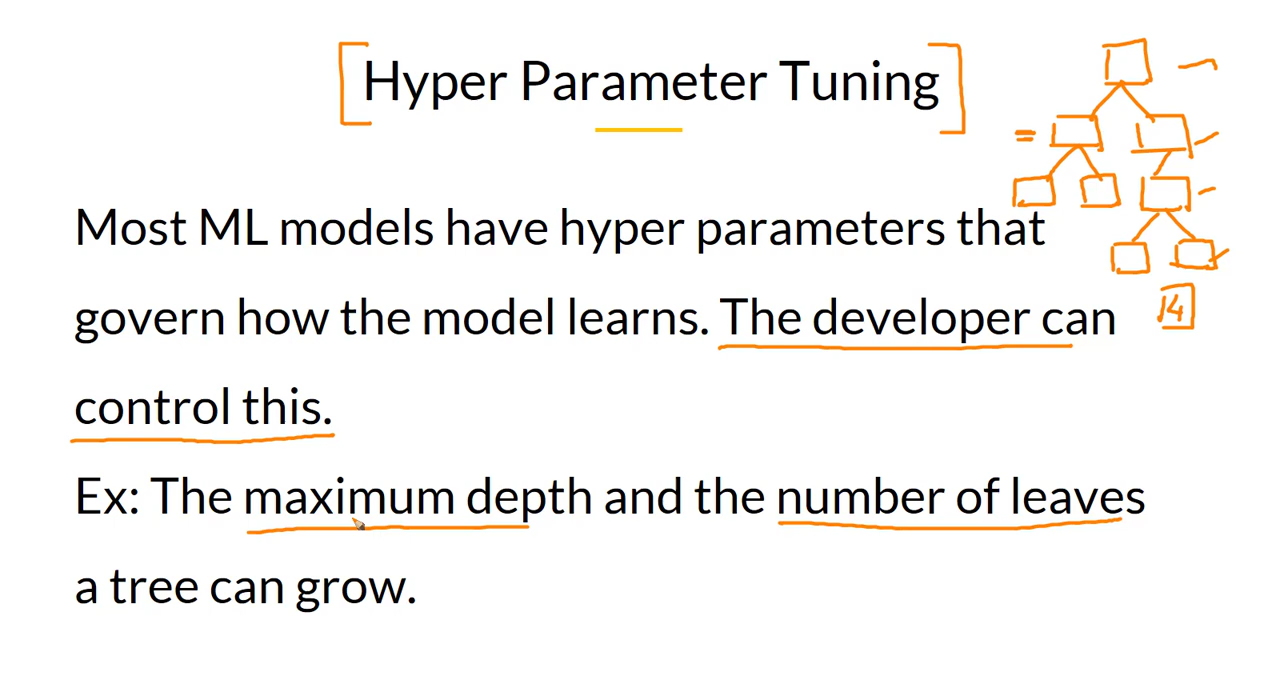 Hyper Parameter Tuning
Most ML models have hyper parameters that
govern how the model learns. The developer can
14
control this.
Ex: The maximum depth and the number of leaves
a tree can grow.